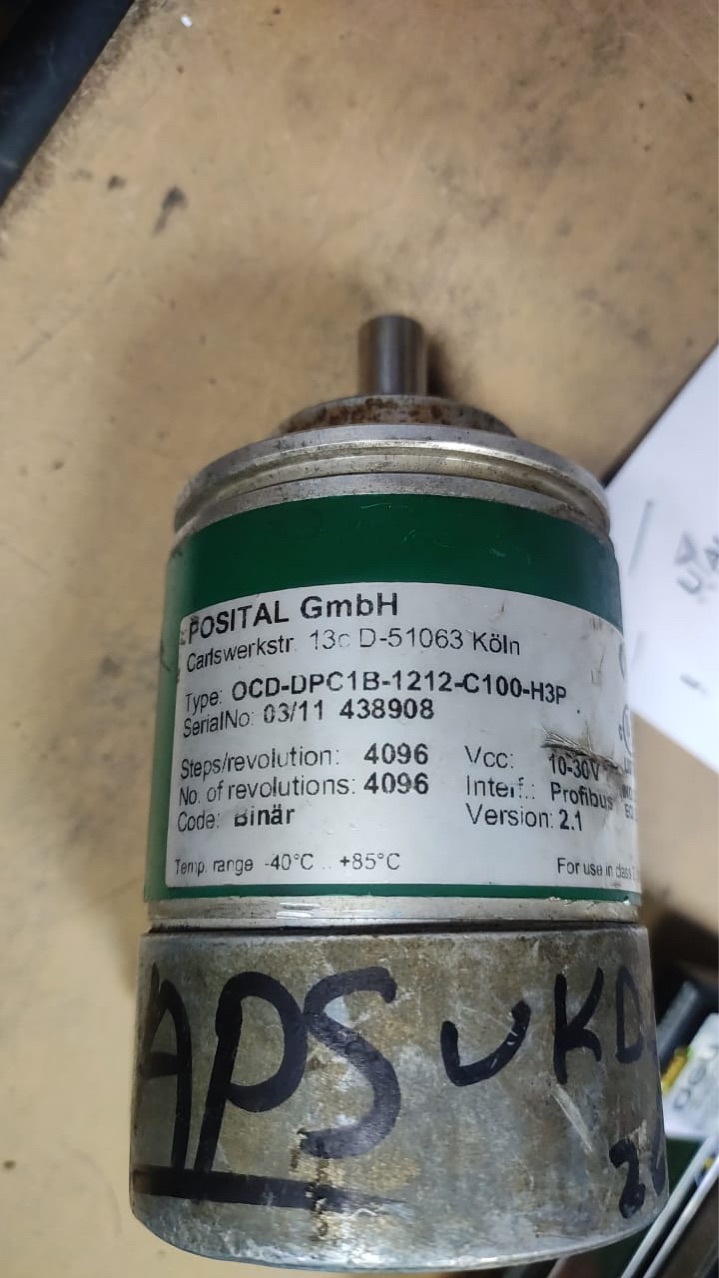 POSITAL GmbH
Carlswerkstr. 13c D-51063 Köln
Type: OCD-DPC1B-1212-C100-H3P
SerialNo: 03/11 438908
Steps/revolution: 4096 Vcc: 10-30V
No. of revolutions: 4096 Interf.: Profibus
Code: Binär Version: 2.1
Temp. range -40°C .. +85°C For use in class
APS UKD